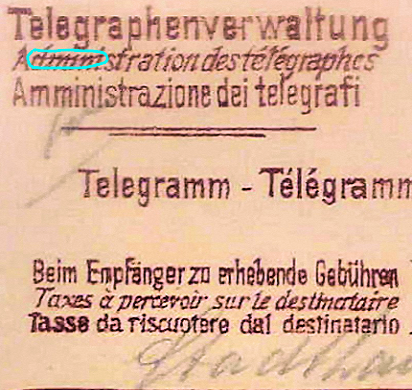 Telegraphenverwaltung
Administration des télégraphes
Amministrazione dei telegrafi
Telegramm - Télégramm
Beim Empfänger zu erhebende Gebühren
Taxes à percevoir sur le destinataire
Tasse da riscuotere dal destinatario